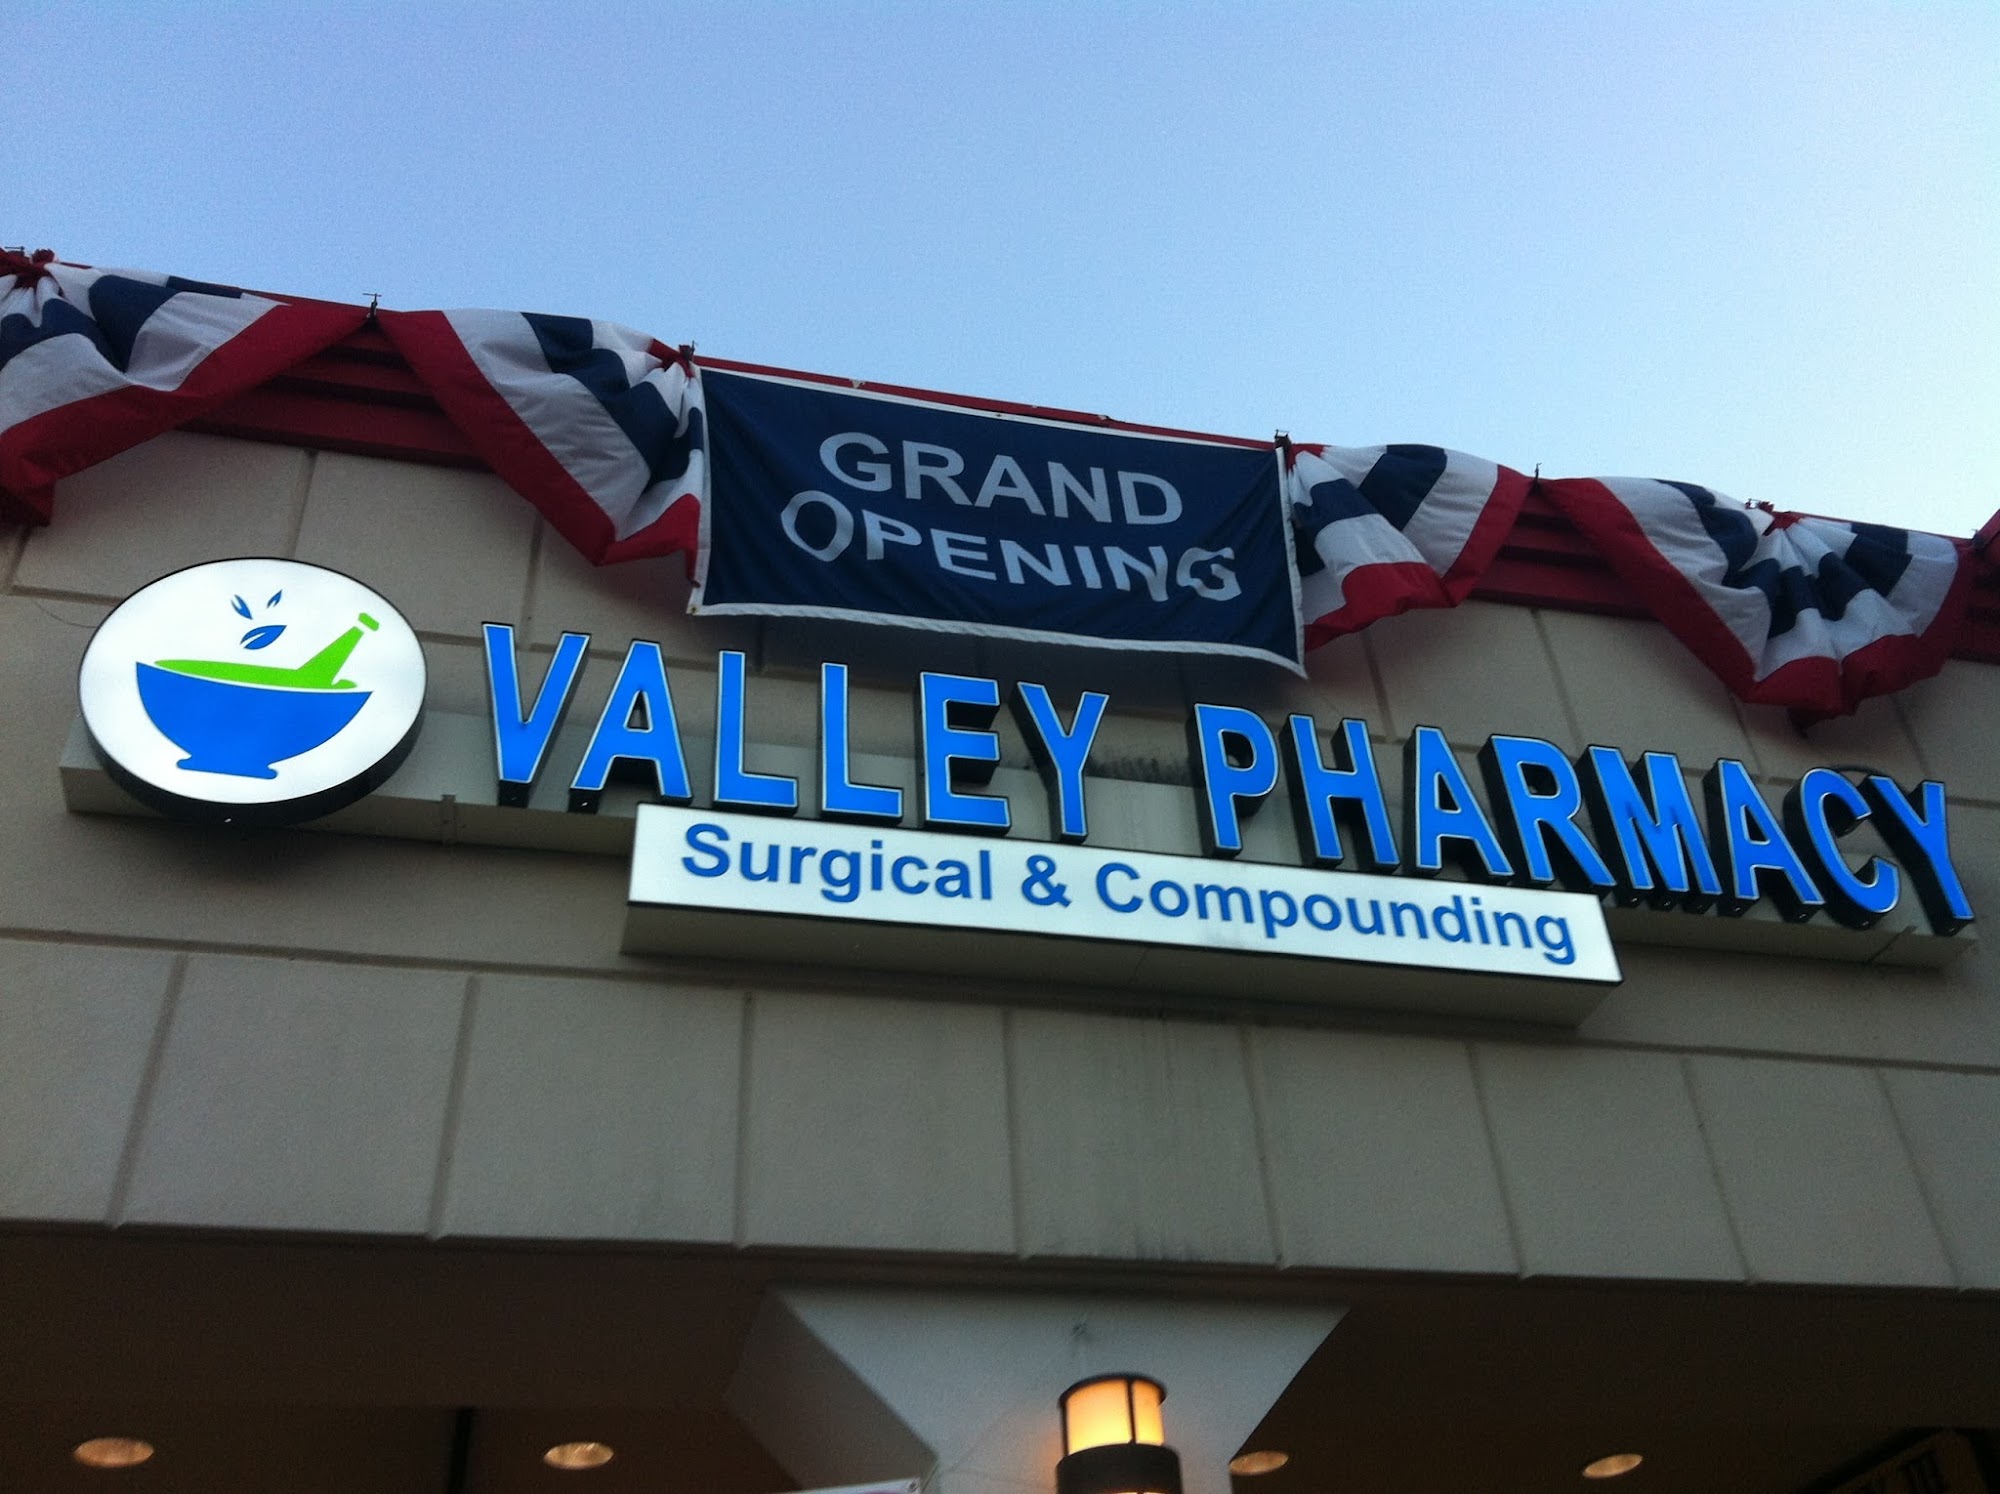 GRAND
OPENING
VALLEY PHARMACY
Surgical & Compounding